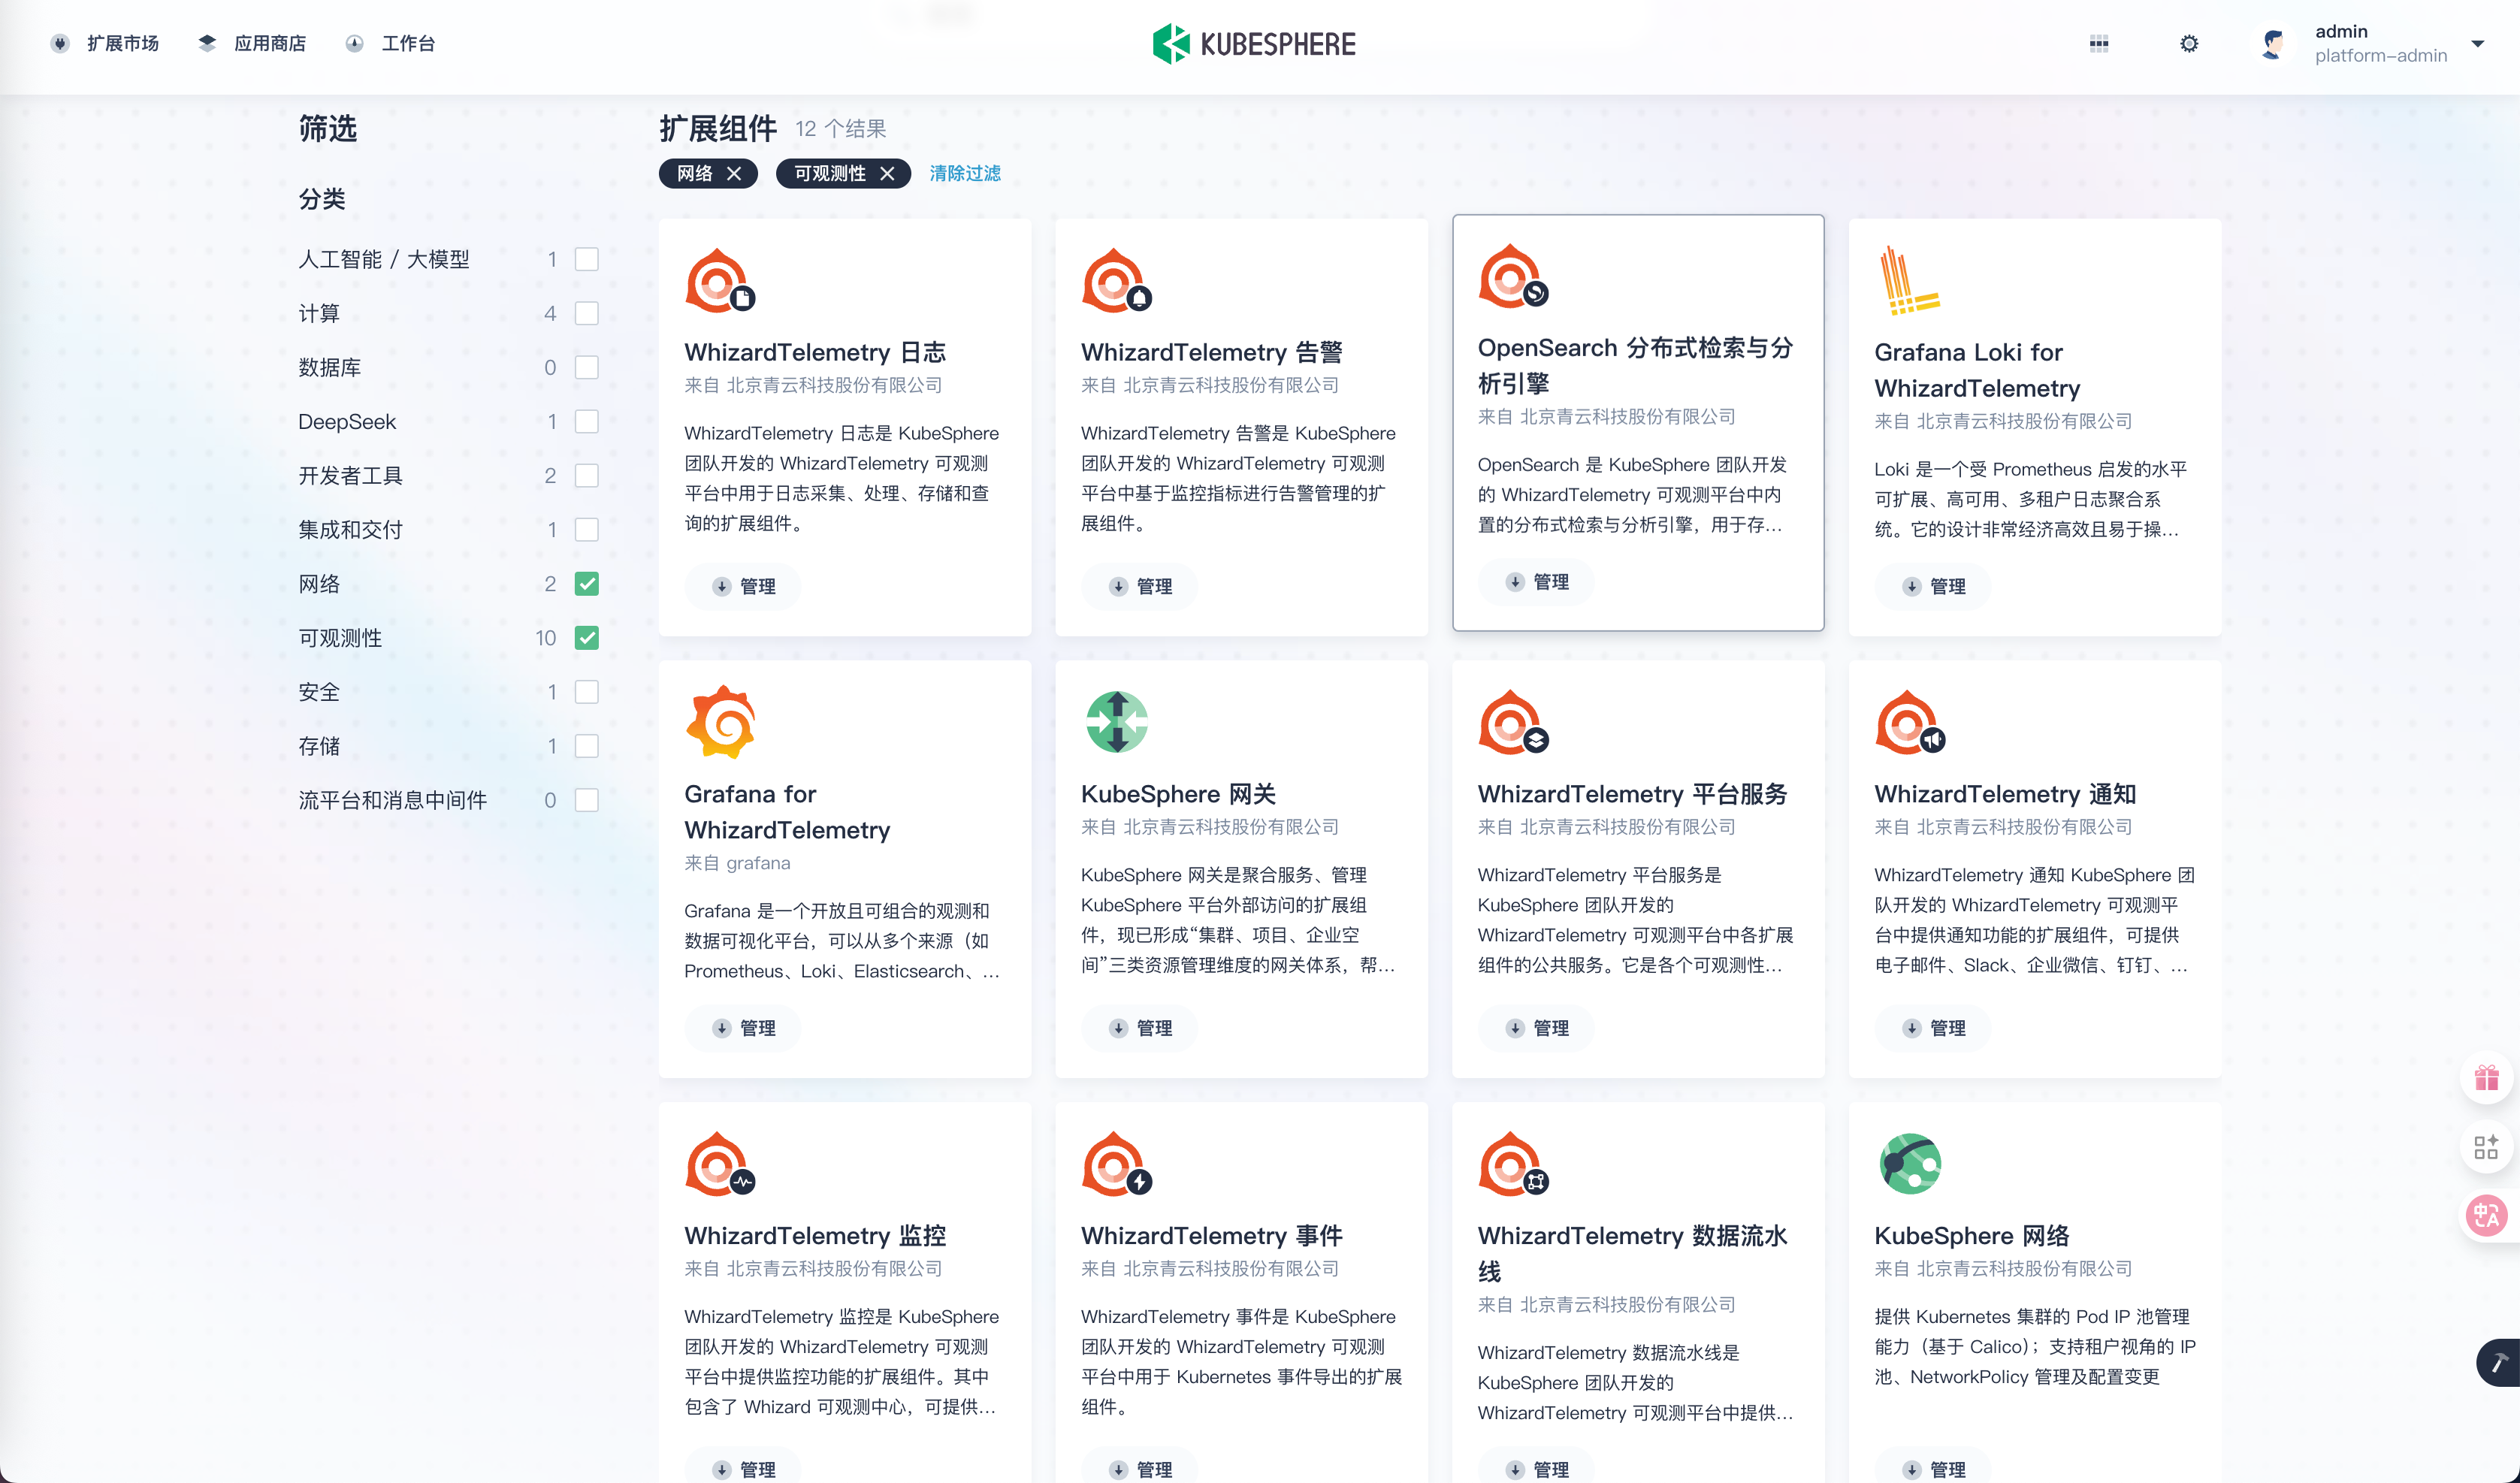 扩展市场
应用商店
工作台
KUBESPHERE
admin
platform-admin
筛选
分类
人工智能 / 大模型 1
计算 4
数据库 0
DeepSeek 1
开发者工具 2
集成和交付 1
网络 2
可观测性 10
安全 1
存储 1
流平台和消息中间件 0
扩展组件 12 个结果
网络
可观测性
清除过滤
WhizardTelemetry 日志
来自 北京青云科技股份有限公司
WhizardTelemetry 日志是 KubeSphere
团队开发的 WhizardTelemetry 可观测
平台中用于日志采集、处理、存储和查
询的扩展组件。
管理
WhizardTelemetry 告警
来自 北京青云科技股份有限公司
WhizardTelemetry 告警是 KubeSphere
团队开发的 WhizardTelemetry 可观测
平台中基于监控指标进行告警管理的扩
展组件。
管理
OpenSearch 分布式检索与分
析引擎
来自 北京青云科技股份有限公司
OpenSearch 是 KubeSphere 团队开发
的 WhizardTelemetry 可观测平台中内
置的分布式检索与分析引擎，用于存...
管理
Grafana Loki for
WhizardTelemetry
来自 北京青云科技股份有限公司
Loki 是一个受 Prometheus 启发的水平
可扩展、高可用、多租户日志聚合系
统。它的设计非常经济高效且易于操...
管理
Grafana for
WhizardTelemetry
来自 grafana
Grafana 是一个开放且可组合的观测和
数据可视化平台，可以从多个来源（如
Prometheus、Loki、Elasticsearch、...
管理
KubeSphere 网关
来自 北京青云科技股份有限公司
KubeSphere 网关是聚合服务、管理
KubeSphere 平台外部访问的扩展组
件，现已形成“集群、项目、企业空
间”三类资源管理维度的网关体系，帮...
管理
WhizardTelemetry 平台服务
来自 北京青云科技股份有限公司
WhizardTelemetry 平台服务是
KubeSphere 团队开发的
WhizardTelemetry 可观测平台中各扩展
组件的公共服务。它是各个可观测性...
管理
WhizardTelemetry 通知
来自 北京青云科技股份有限公司
WhizardTelemetry 通知 KubeSphere 团
队开发的 WhizardTelemetry 可观测平
台中提供通知功能的扩展组件，可提供
电子邮件、Slack、企业微信、钉钉、...
管理
WhizardTelemetry 监控
来自 北京青云科技股份有限公司
WhizardTelemetry 监控是 KubeSphere
团队开发的 WhizardTelemetry 可观测
平台中提供监控功能的扩展组件。其中
包含了 Whizard 可观测中心，可提供...
管理
WhizardTelemetry 事件
来自 北京青云科技股份有限公司
WhizardTelemetry 事件是 KubeSphere
团队开发的 WhizardTelemetry 可观测
平台中用于 Kubernetes 事件导出的扩展
组件。
管理
WhizardTelemetry 数据流水
线
来自 北京青云科技股份有限公司
WhizardTelemetry 数据流水线是
KubeSphere 团队开发的
WhizardTelemetry 可观测平台中提供...
管理
KubeSphere 网络
来自 北京青云科技股份有限公司
提供 Kubernetes 集群的 Pod IP 池管理
能力（基于 Calico）；支持租户视角的 IP
池、NetworkPolicy 管理及配置变更
管理